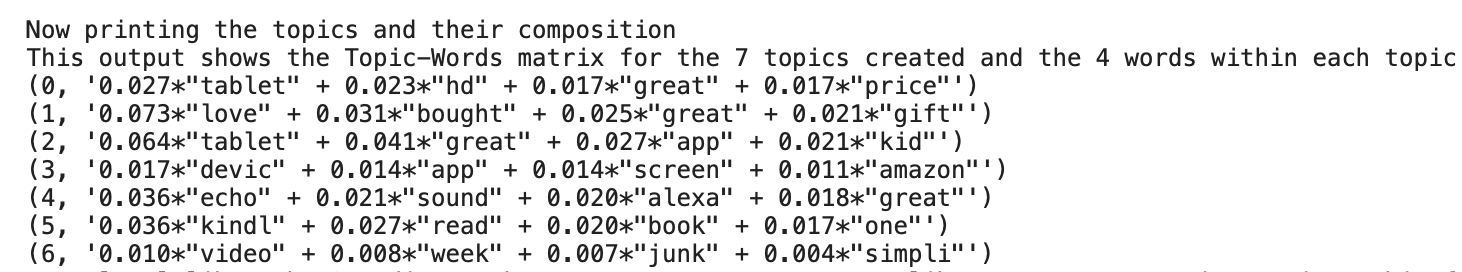 Now printing the topics and their composition
This output shows the Topic-Words matrix for the 7 topics created and the 4 words within each topic
(0, '0.027*"tablet" + 0.023*"hd" + 0.017*"great" + 0.017*"price"')
(1, '0.073*"love" + 0.031*"bought" + 0.025*"great" + 0.021*"gift"')
(2, '0.064*"tablet" + 0.041*"great" + 0.027*"app" + 0.021*"kid"')
(3, '0.017*"devic" + 0.014*"app" + 0.014*"screen" + 0.011*"amazon"')
(4, '0.036*"echo" + 0.021*"sound" + 0.020*"alexa" + 0.018*"great"')
(5, '0.036*"kindl" + 0.027*"read" + 0.020*"book" + 0.017*"one"')
(6, '0.010*"video" + 0.008*"week" + 0.007*"junk" + 0.004*"simpli"')